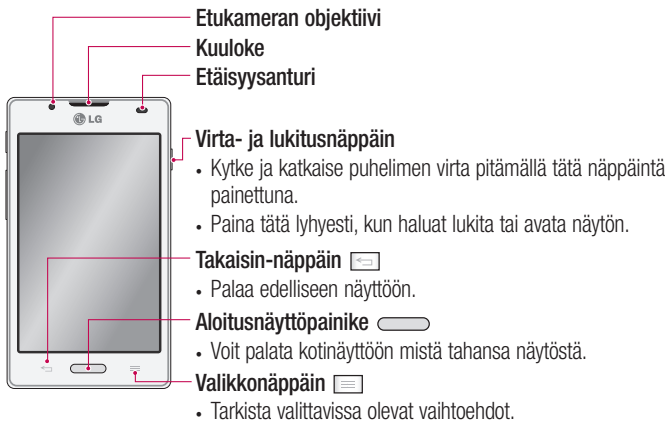 Etukameran objektiivi
Kuuloke
Etäisyysanturi
LG
Virta- ja lukitusnäppäin
• Kytke ja katkaise puhelimen virta pitämällä tätä näppäintä
painettuna.
• Paina tätä lyhyesti, kun haluat lukita tai avata näytön.
Takaisin-näppäin
• Palaa edelliseen näyttöön.
Aloitusnäyttöpainike
• Voit palata kotinäyttöön mistä tahansa näytöstä.
Valikkonäppäin
• Tarkista valittavissa olevat vaihtoehdot.